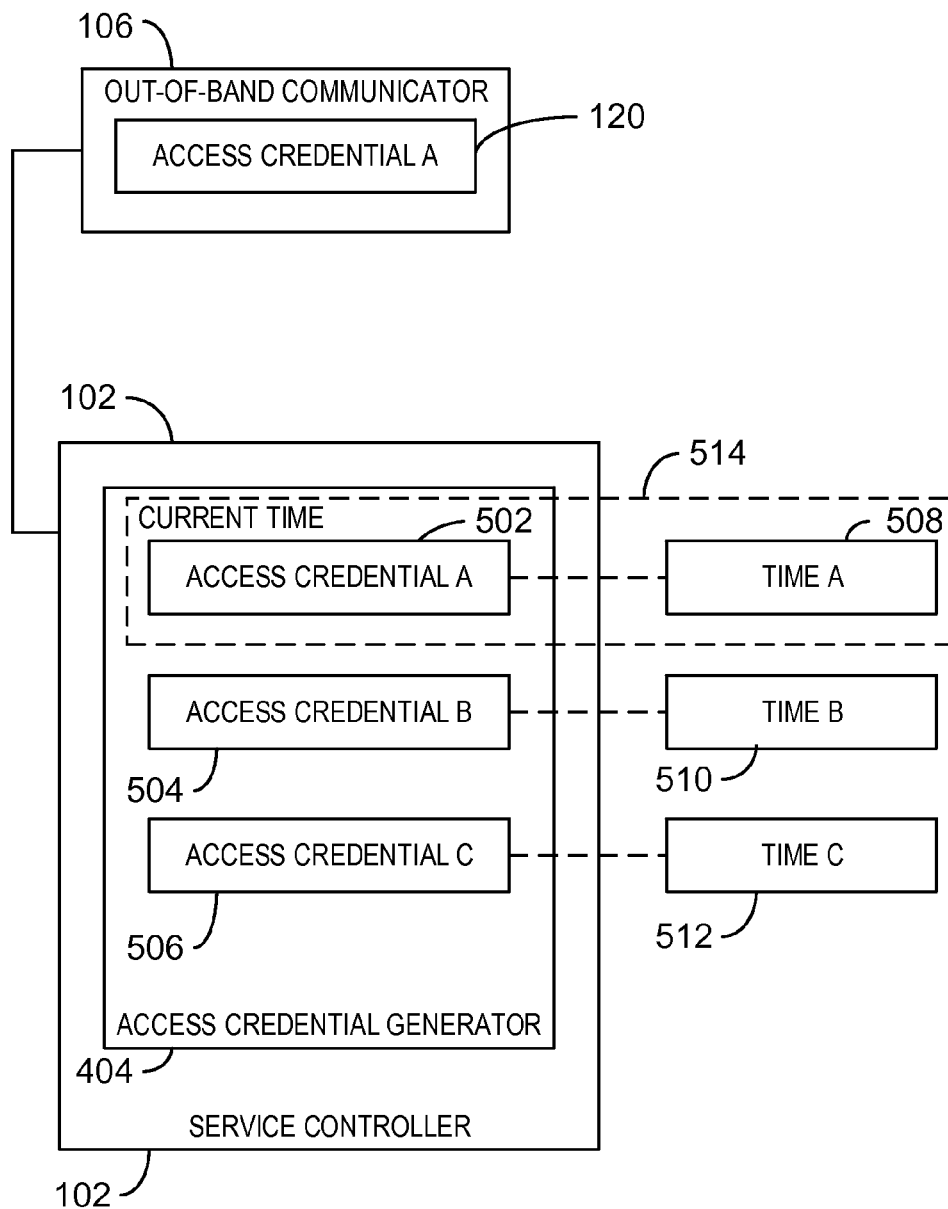 106
OUT-OF-BAND COMMUNICATOR
120
ACCESS CREDENTIAL A
102
514
CURRENT TIME
502
508
ACCESS CREDENTIAL A
TIME A
ACCESS CREDENTIAL B
TIME B
504
510
ACCESS CREDENTIAL C
TIME C
506
512
ACCESS CREDENTIAL GENERATOR
404
SERVICE CONTROLLER
102